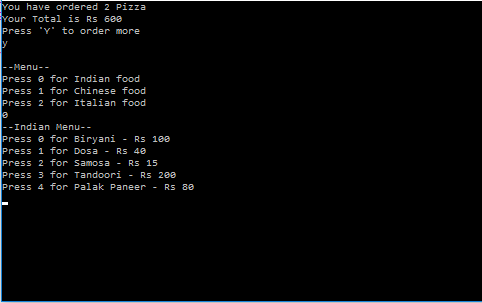 You have ordered 2 Pizza
Your Total is Rs 600
Press `Y` to order more
y
--Menu--
Press 0 for Indian food
Press 1 for Chinese food
Press 2 for Italian food
0
--Indian Menu--
Press 0 for Biryani - Rs 100
Press 1 for Dosa - Rs 40
Press 2 for Samosa - Rs 15
Press 3 for Tandoori - Rs 200
Press 4 for Palak Paneer - Rs 80